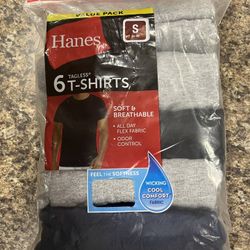 VALUE PACK
Hanes
S
6 TAGLESS®
T-SHIRTS
SOFT &
BREATHABLE
• ALL DAY
FLEX FABRIC
• ODOR
CONTROL
FEEL THE SOFTNESS
WICKING
COOL
COMFORT
FABRIC